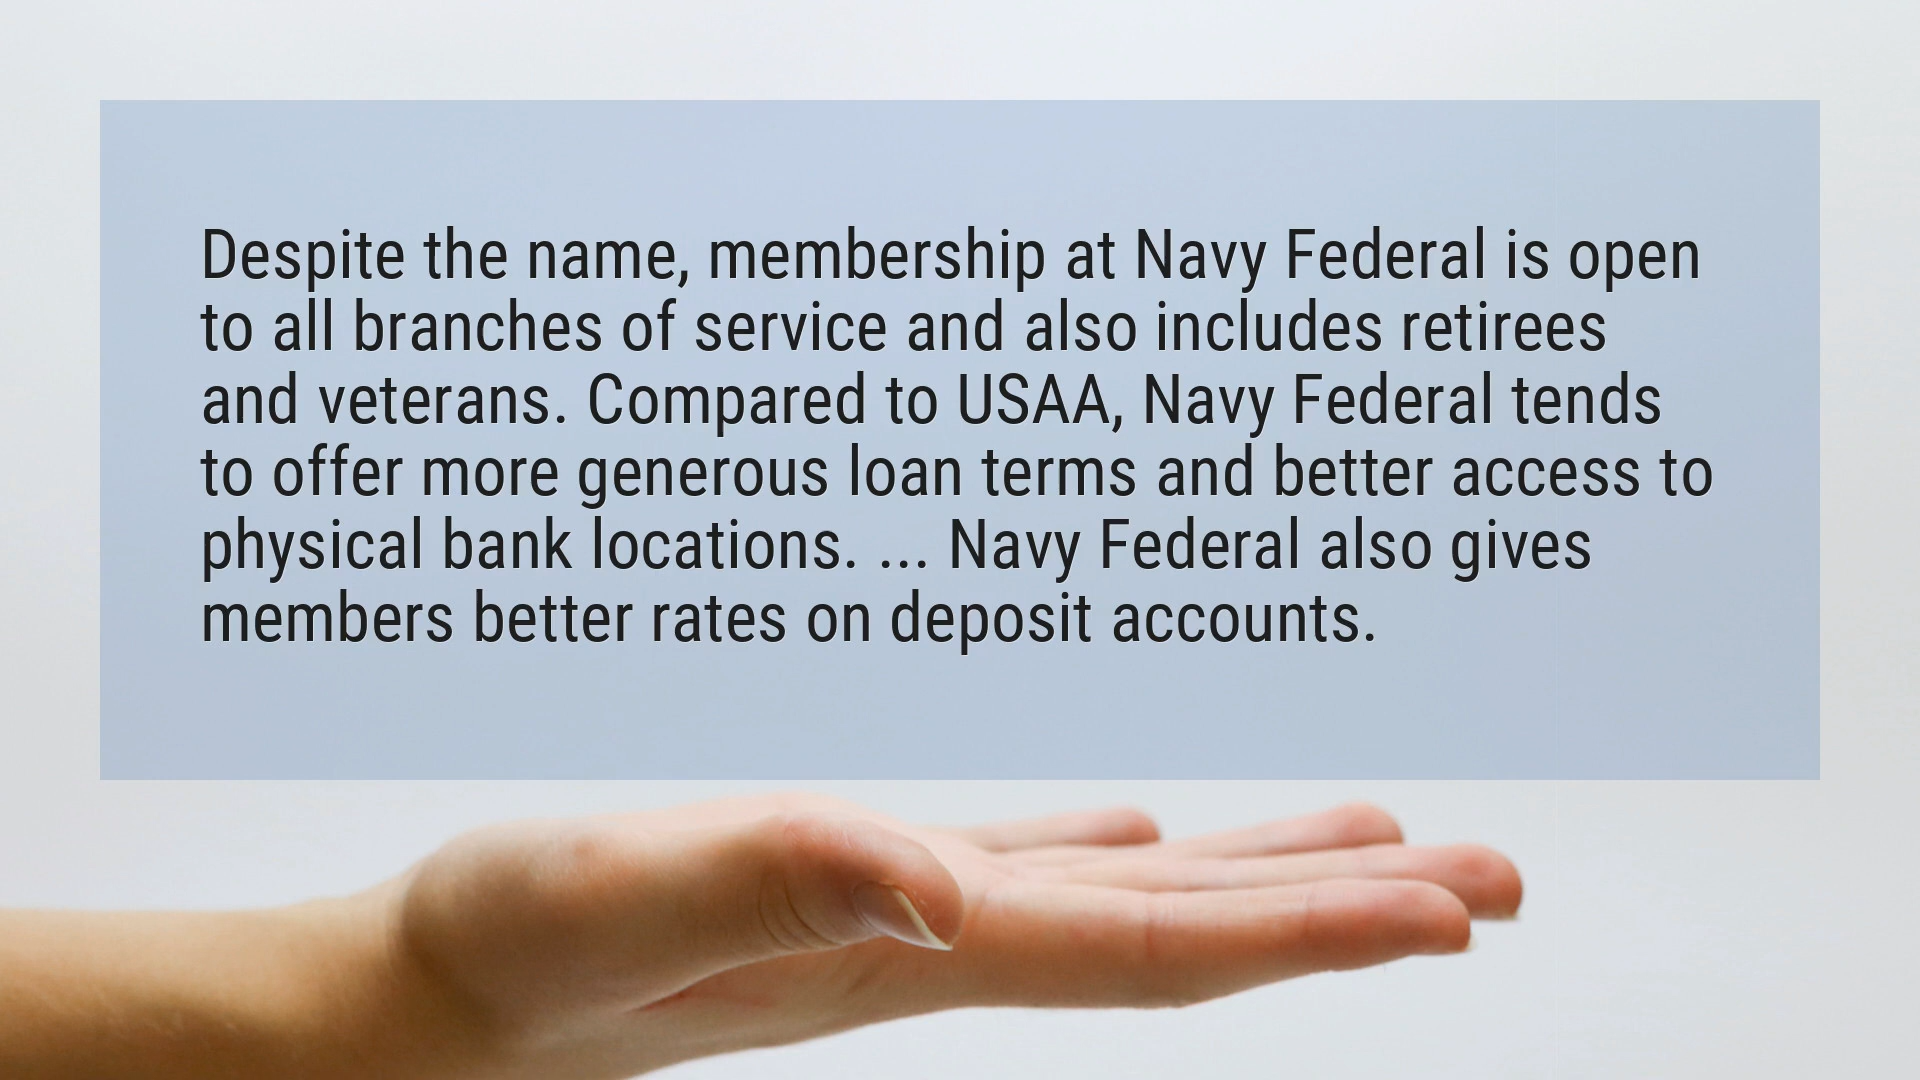 Despite the name, membership at Navy Federal is open
to all branches of service and also includes retirees
and veterans. Compared to USAA, Navy Federal tends
to offer more generous loan terms and better access to
physical bank locations. ... Navy Federal also gives
members better rates on deposit accounts.